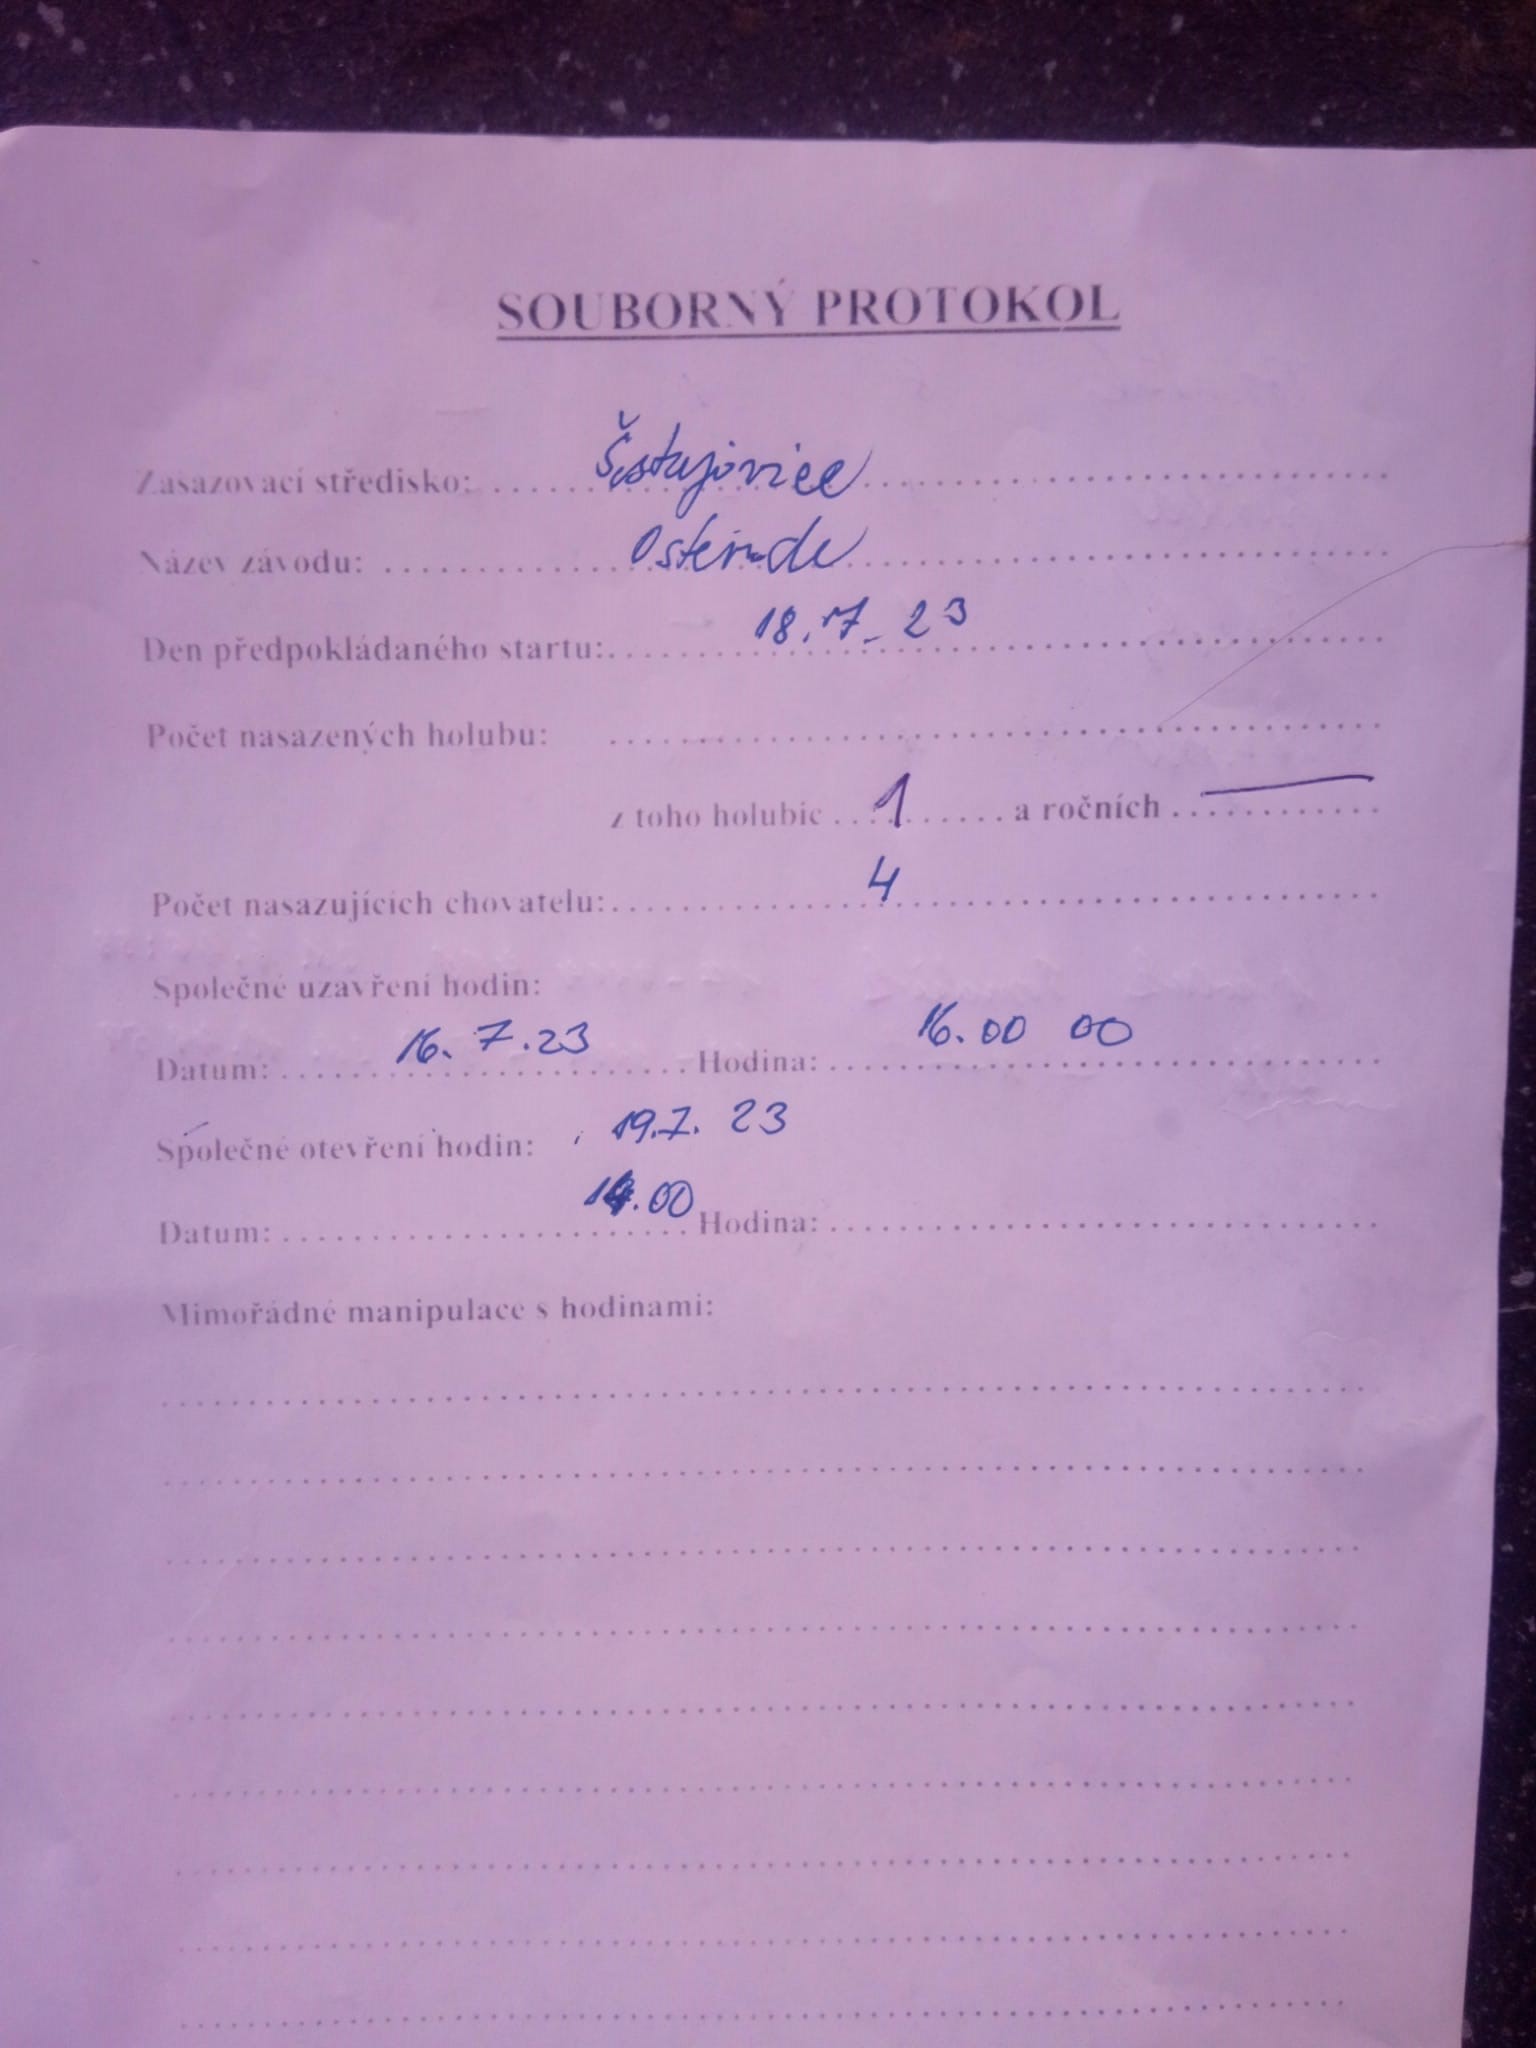 SOUBORNÝ PROTOKOL
Zasazovací středisko: Šestajovice
Název závodu: Ostende
Den předpokládaného startu: 18. 7. 23
Počet nasazených holubu:
z toho holubic 1 a ročních —
Počet nasazujících chovatelu: 4
Společné uzavření hodin:
Datum: 16. 7. 23 Hodina: 16.00 00
Společné otevření hodin: 19.7. 23
Datum: 14.00 Hodina:
Mimořádné manipulace s hodinami: